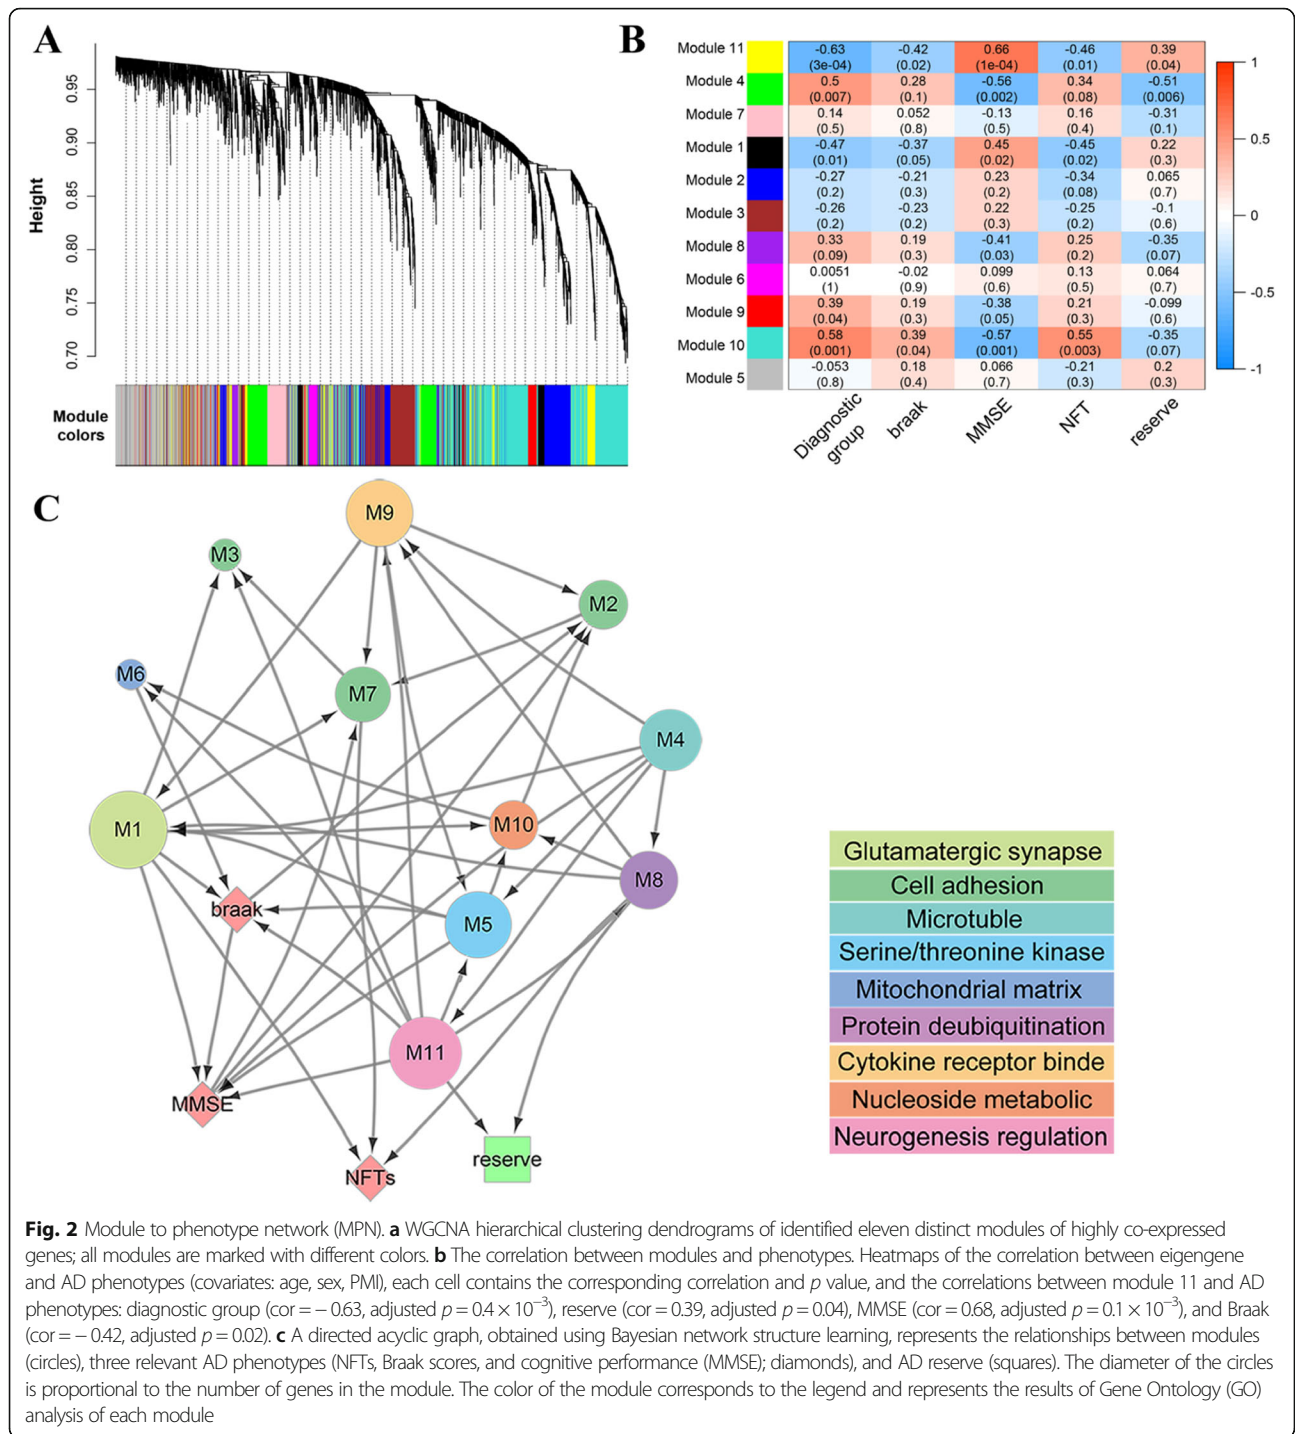 A
Height
0.95
0.90
0.85
0.80
0.75
0.70
Module
colors
B
Module 11
-0.63 -0.42 0.66 -0.46 0.39
(3e-04) (0.02) (1e-04) (0.01) (0.04)
Module 4
0.5 0.28 -0.56 0.34 -0.51
(0.007) (0.1) (0.002) (0.08) (0.006)
Module 7
0.14 0.052 -0.13 0.16 -0.31
(0.5) (0.8) (0.5) (0.4) (0.1)
Module 1
-0.47 -0.37 0.45 -0.45 0.22
(0.01) (0.05) (0.02) (0.02) (0.3)
Module 2
-0.27 -0.21 0.23 -0.34 0.065
(0.2) (0.3) (0.2) (0.08) (0.7)
Module 3
-0.26 -0.23 0.22 -0.25 -0.1
(0.2) (0.2) (0.3) (0.2) (0.6)
Module 8
0.33 0.19 -0.41 0.25 -0.35
(0.09) (0.3) (0.03) (0.2) (0.07)
Module 6
0.0051 -0.02 0.099 0.13 0.064
(1) (0.9) (0.6) (0.5) (0.7)
Module 9
0.39 0.19 -0.38 0.21 -0.099
(0.04) (0.3) (0.05) (0.3) (0.6)
Module 10
0.58 0.39 -0.57 0.55 -0.35
(0.001) (0.04) (0.001) (0.003) (0.07)
Module 5
-0.053 0.18 0.066 -0.21 0.2
(0.8) (0.4) (0.7) (0.3) (0.3)
Diagnostic
group
braak
MMSE
NFT
reserve
1
0.5
0
-0.5
-1
C
M9
M3
M2
M6
M7
M4
M10
M1
M8
braak
M5
M11
MMSE
NFTs
reserve
Glutamatergic synapse
Cell adhesion
Microtuble
Serine/threonine kinase
Mitochondrial matrix
Protein deubiquitination
Cytokine receptor binde
Nucleoside metabolic
Neurogenesis regulation
Fig. 2 Module to phenotype network (MPN). a WGCNA hierarchical clustering dendrograms of identified eleven distinct modules of highly co-expressed
genes; all modules are marked with different colors. b The correlation between modules and phenotypes. Heatmaps of the correlation between eigengene
and AD phenotypes (covariates: age, sex, PMI), each cell contains the corresponding correlation and p value, and the correlations between module 11 and AD
phenotypes: diagnostic group (cor = − 0.63, adjusted p = 0.4 × 10⁻³), reserve (cor = 0.39, adjusted p = 0.04), MMSE (cor = 0.68, adjusted p = 0.1 × 10⁻³), and Braak
(cor = − 0.42, adjusted p = 0.02). c A directed acyclic graph, obtained using Bayesian network structure learning, represents the relationships between modules
(circles), three relevant AD phenotypes (NFTs, Braak scores, and cognitive performance (MMSE); diamonds), and AD reserve (squares). The diameter of the circles
is proportional to the number of genes in the module. The color of the module corresponds to the legend and represents the results of Gene Ontology (GO)
analysis of each module